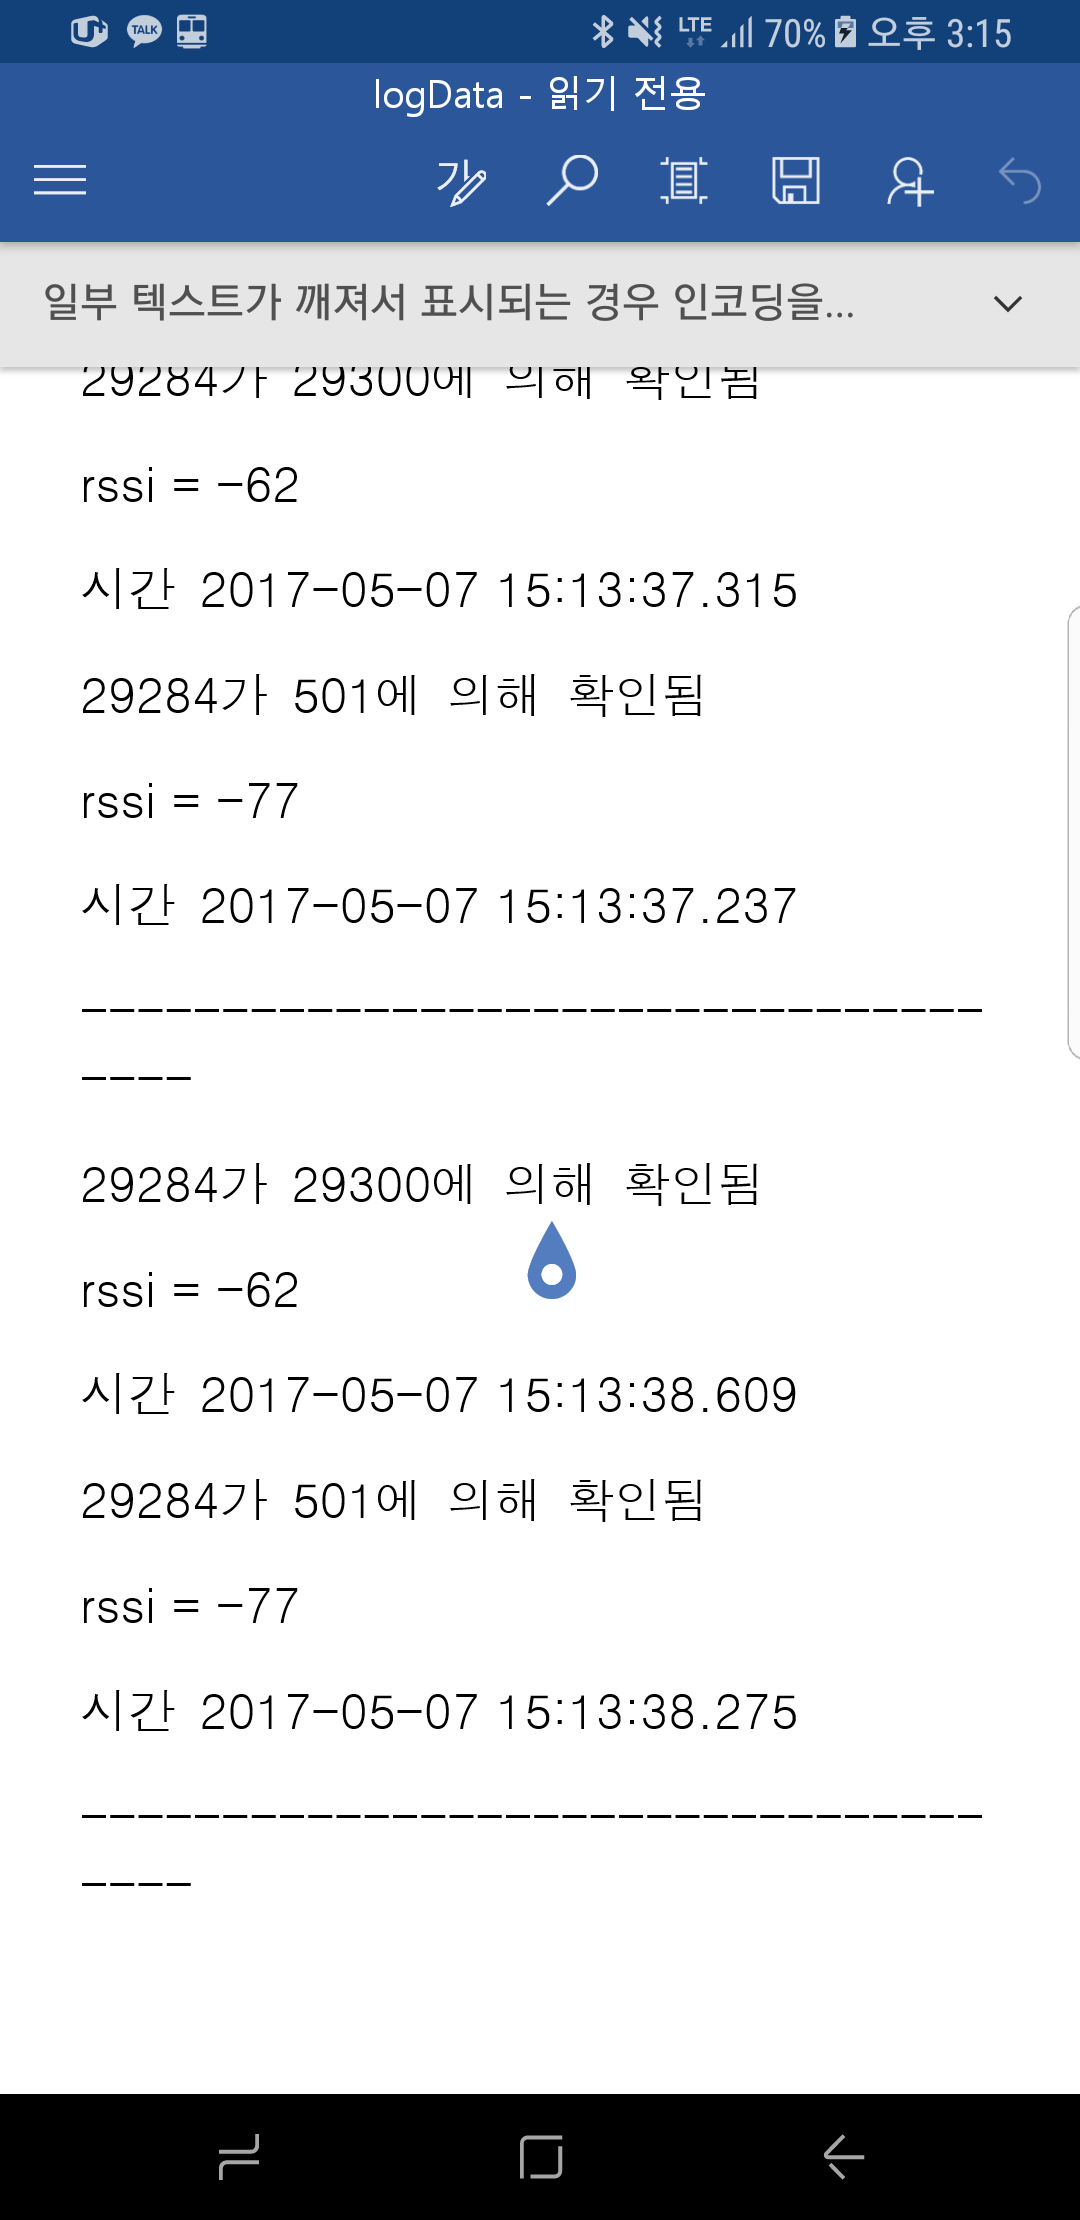 TALK
LTE 70% 오후 3:15
logData - 읽기 전용
가
일부 텍스트가 깨져서 표시되는 경우 인코딩을...
29284가 29300에 의해 확인됨
rssi = -62
시간 2017-05-07 15:13:37.315
29284가 501에 의해 확인됨
rssi = -77
시간 2017-05-07 15:13:37.237
--------------------------------
----
29284가 29300에 의해 확인됨
rssi = -62
시간 2017-05-07 15:13:38.609
29284가 501에 의해 확인됨
rssi = -77
시간 2017-05-07 15:13:38.275
--------------------------------
----